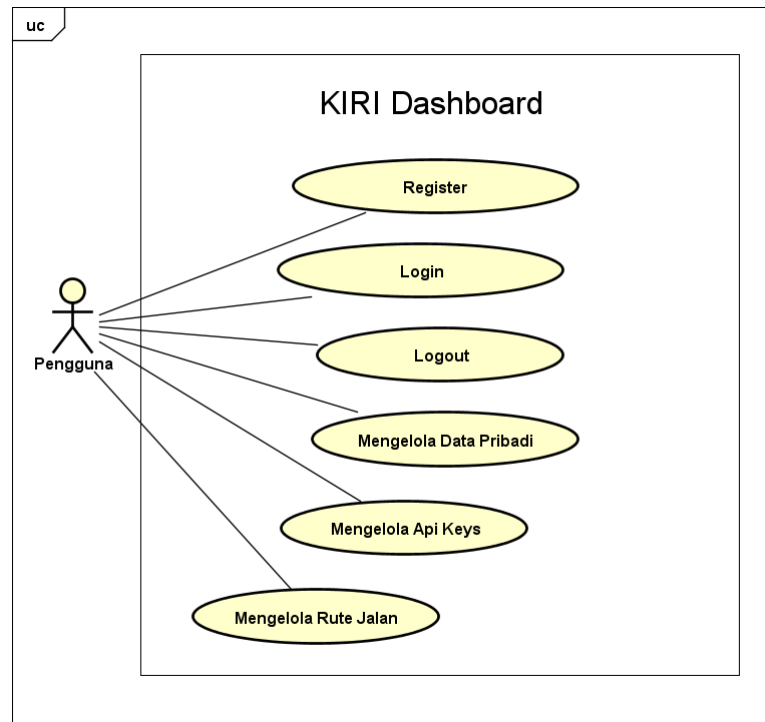 uc
KIRI Dashboard
Register
Login
Logout
Pengguna
Mengelola Data Pribadi
Mengelola Api Keys
Mengelola Rute Jalan